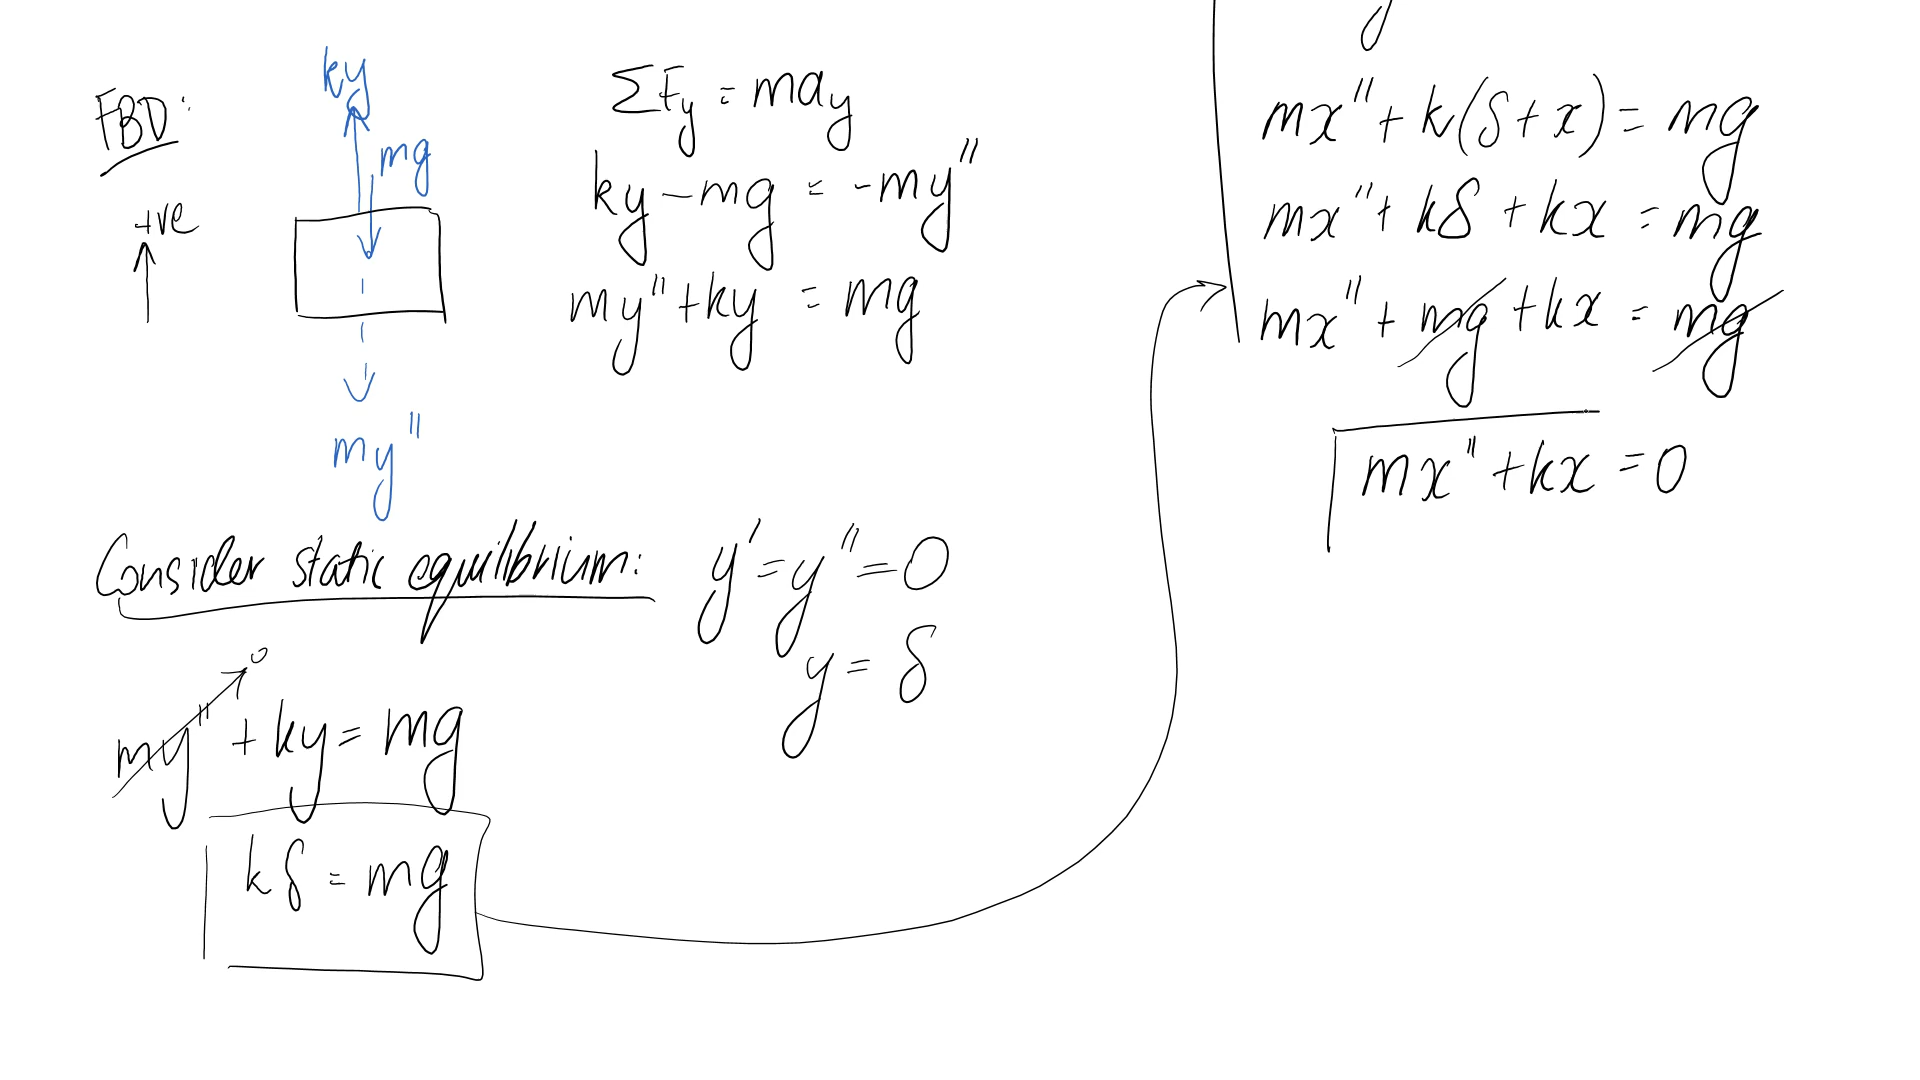 FBD:
ky
mg
+ve
my"
ΣFy = may
ky - mg = -my"
my" + ky = mg
Consider static equilibrium: y' = y" = 0
y = δ
my" 0 + ky = mg
kδ = mg
mx" + k(δ + x) = mg
mx" + kδ + kx = mg
mx" + mg + kx = mg
mx" + kx = 0